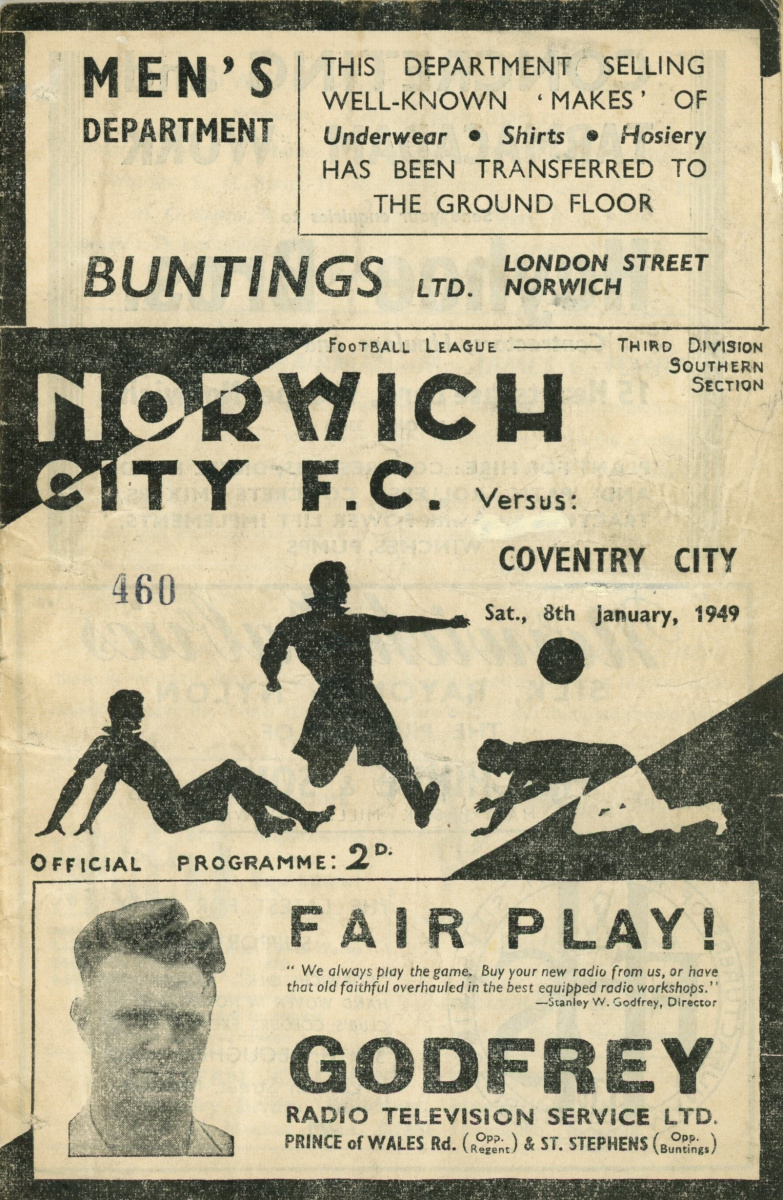 MEN'S
DEPARTMENT
THIS DEPARTMENT SELLING
WELL-KNOWN 'MAKES' OF
Underwear • Shirts • Hosiery
HAS BEEN TRANSFERRED TO
THE GROUND FLOOR
BUNTINGS LTD.
LONDON STREET
NORWICH
FOOTBALL LEAGUE —— THIRD DIVISION
SOUTHERN
SECTION
NORWICH
CITY F.C. Versus:
COVENTRY CITY
460
Sat., 8th january, 1949
OFFICIAL PROGRAMME: 2D.
FAIR PLAY!
"We always play the game. Buy your new radio from us, or have
that old faithful overhauled in the best equipped radio workshops."
—Stanley W. Godfrey, Director
GODFREY
RADIO TELEVISION SERVICE LTD.
PRINCE of WALES Rd. (Opp. Regent) & ST. STEPHENS (Opp. Buntings)